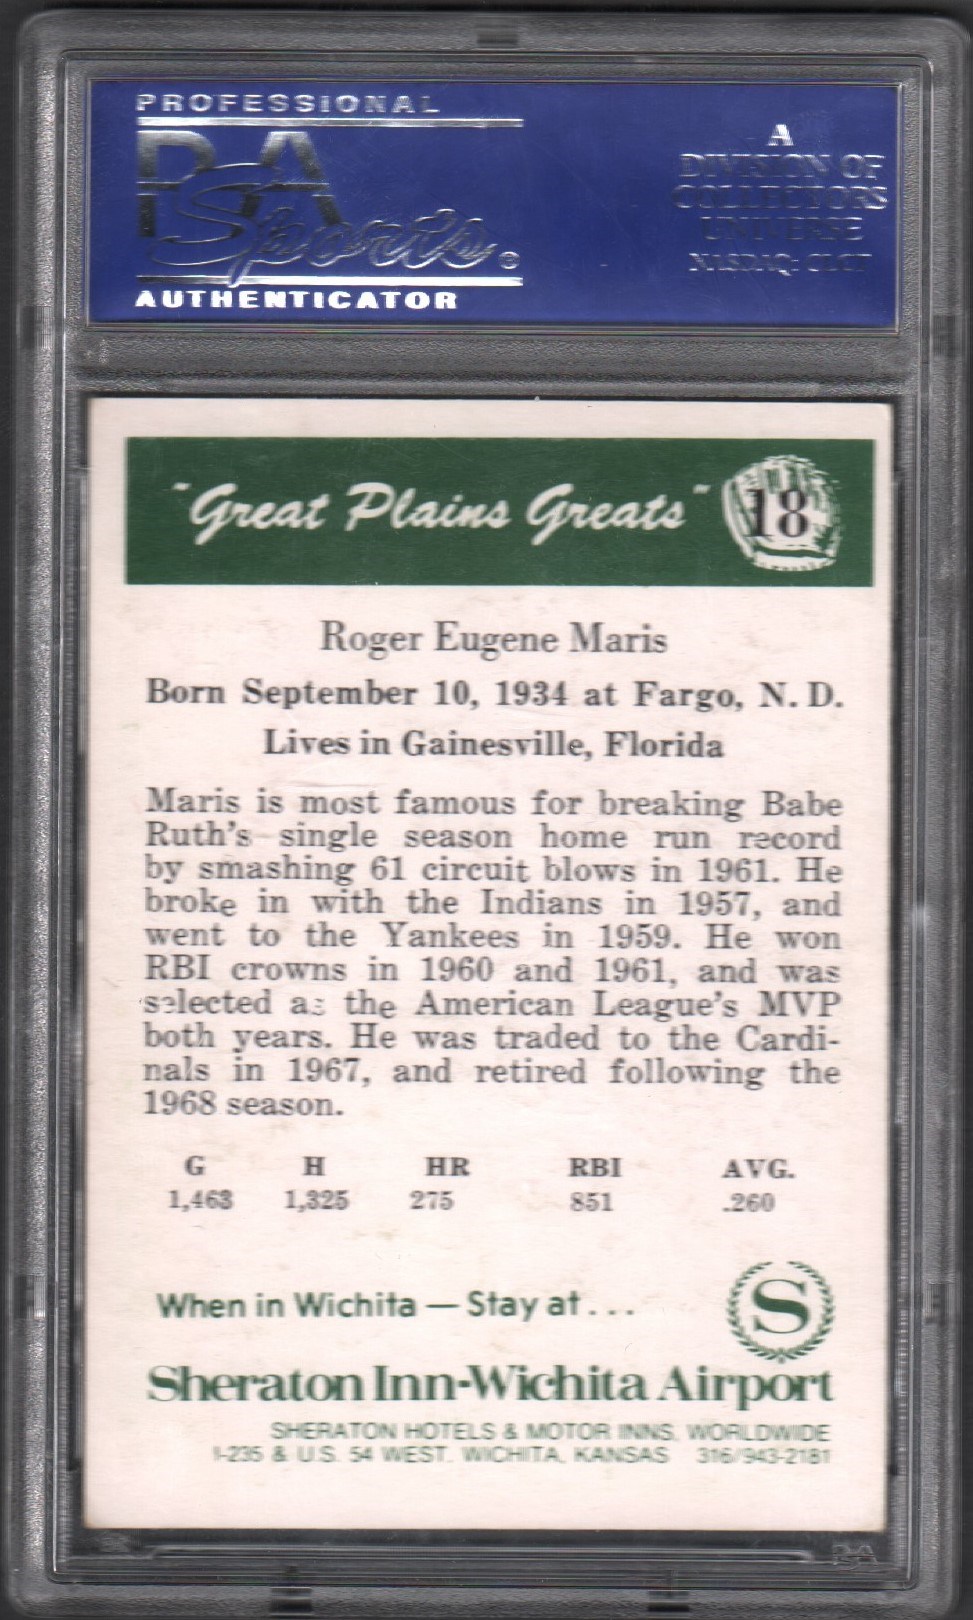 PROFESSIONAL
PSA
Sports®
AUTHENTICATOR
A
DIVISION OF
COLLECTORS
UNIVERSE
NASDAQ: CLCT
"Great Plains Greats"
18
Roger Eugene Maris
Born September 10, 1934 at Fargo, N. D.
Lives in Gainesville, Florida
Maris is most famous for breaking Babe
Ruth's single season home run record
by smashing 61 circuit blows in 1961. He
broke in with the Indians in 1957, and
went to the Yankees in 1959. He won
RBI crowns in 1960 and 1961, and was
selected as the American League's MVP
both years. He was traded to the Cardi-
nals in 1967, and retired following the
1968 season.
G H HR RBI AVG.
1,463 1,325 275 851 .260
When in Wichita — Stay at . . .
S
Sheraton Inn-Wichita Airport
SHERATON HOTELS & MOTOR INNS, WORLDWIDE
I-235 & U.S. 54 WEST. WICHITA, KANSAS 316/943-2181
PSA